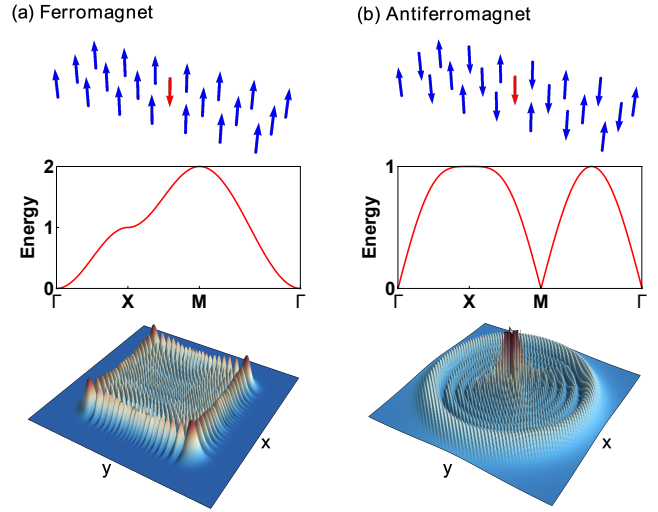 (a) Ferromagnet
(b) Antiferromagnet
2
1
0
Energy
Γ X M Γ
1
0
Energy
Γ X M Γ
y
x
y
x